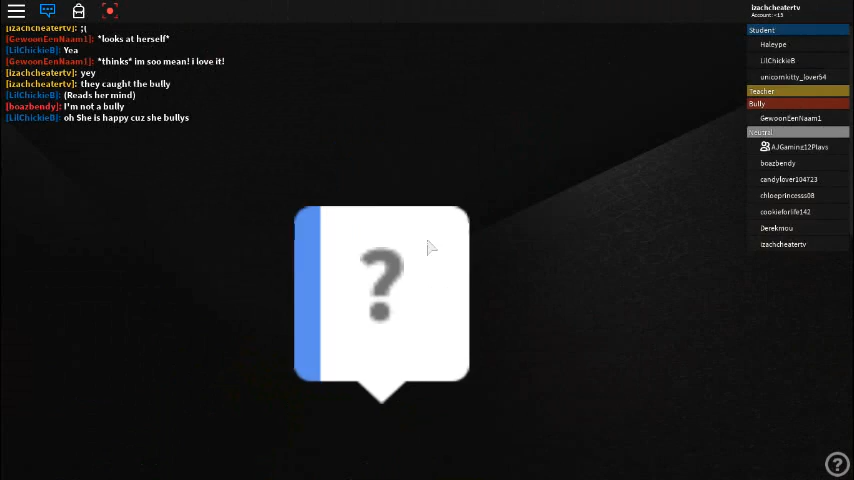 izachcheatertv
Account: <13
[izachcheatertv]: ;(
[GewoonEenNaam1]: *looks at herself*
[LilChickieB]: Yea
[GewoonEenNaam1]: *thinks* im soo mean! i love it!
[izachcheatertv]: yey
[izachcheatertv]: they caught the bully
[LilChickieB]: (Reads her mind)
[boazbendy]: I'm not a bully
[LilChickieB]: oh She is happy cuz she bullys
?
Student
Haleype
LilChickieB
unicornkitty_lover64
Teacher
Bully
GewoonEenNaam1
Neutral
AJGaming12Plays
boazbendy
candylover104723
chloeprincesss08
cookieforlife142
Derekmou
izachcheatertv
?